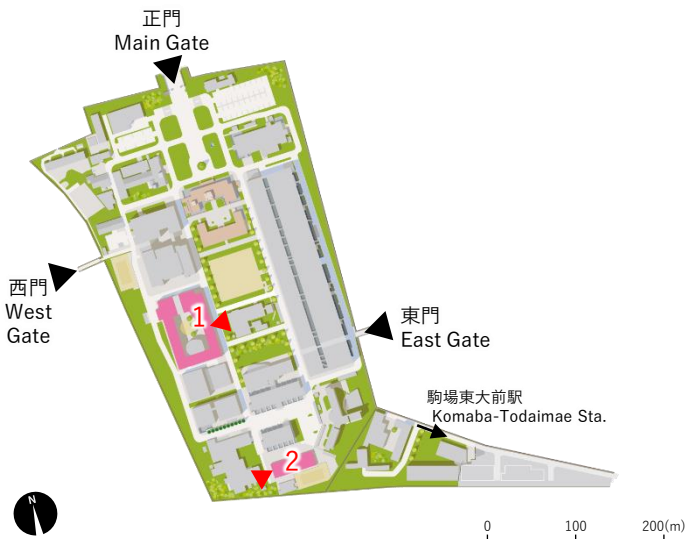 正門
Main Gate
西門
West
Gate
1
東門
East Gate
駒場東大前駅
Komaba-Todaimae Sta.
2
N
0 100 200(m)